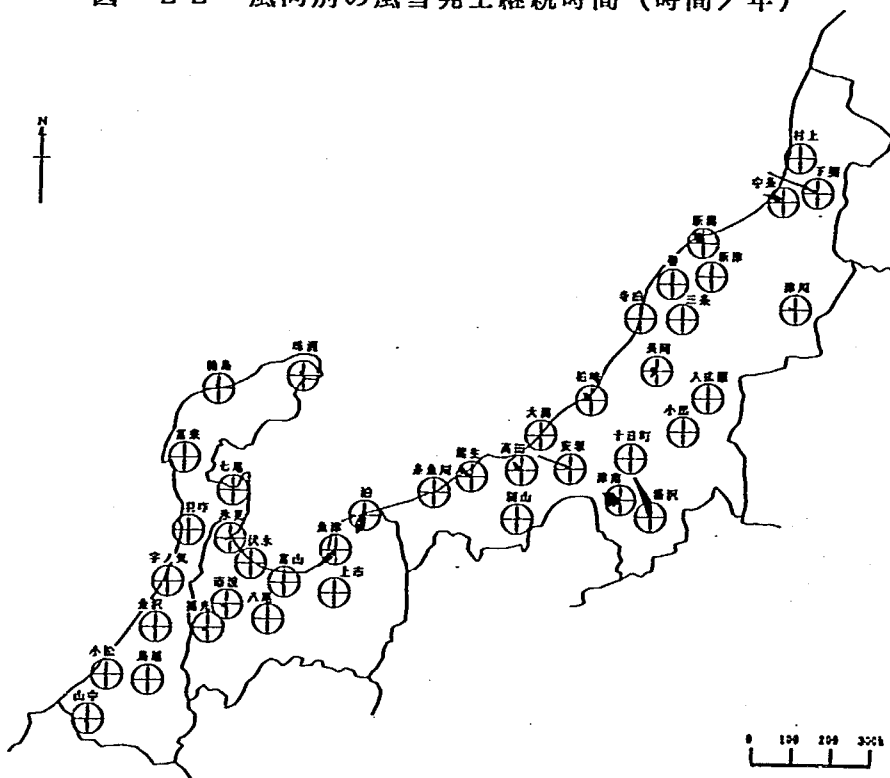 風向別の風雪発生継続時間 (時間/年)
N
村上
下関
中条
新潟
新津
巻
寺泊
三条
津川
長岡
入広瀬
柏崎
小出
大潟
十日町
高田
安塚
能生
糸魚川
津南
湯沢
関山
珠洲
輪島
富来
七尾
羽咋
氷見
伏木
泊
魚津
富山
上市
宇ノ気
砺波
八尾
福光
金沢
小松
鳥越
山中
0 100 200 300h